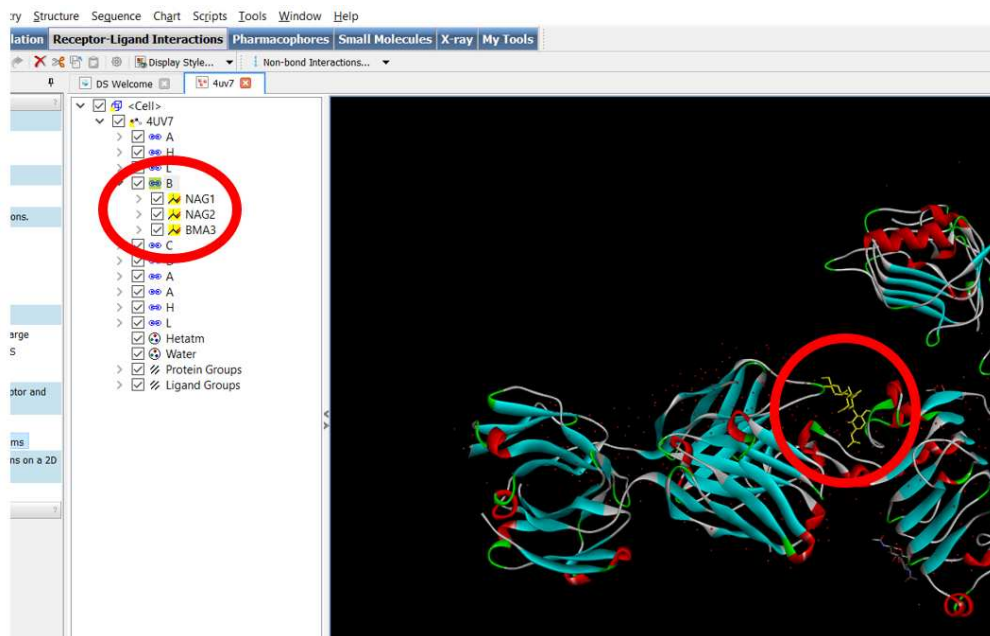 ry Structure Sequence Chart Scripts Tools Window Help
lation Receptor-Ligand Interactions Pharmacophores Small Molecules X-ray My Tools
Display Style... Non-bond Interactions...
DS Welcome 4uv7
<Cell>
4UV7
A
H
L
B
NAG1
NAG2
BMA3
C
A
A
H
L
Hetatm
Water
Protein Groups
Ligand Groups
ons.
arge
S
ptor and
ms
ns on a 2D